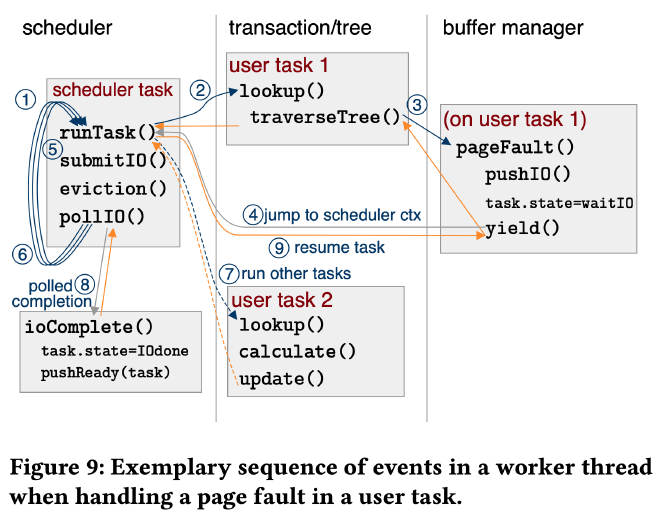 scheduler
transaction/tree
buffer manager
scheduler task
runTask()
submitIO()
eviction()
pollIO()
①
⑤
⑥
②
user task 1
lookup()
traverseTree()
③
(on user task 1)
pageFault()
pushIO()
task.state=waitIO
yield()
④ jump to scheduler ctx
⑨ resume task
⑦ run other tasks
user task 2
lookup()
calculate()
update()
polled ⑧
completion
ioComplete()
task.state=IOdone
pushReady(task)
Figure 9: Exemplary sequence of events in a worker thread
when handling a page fault in a user task.